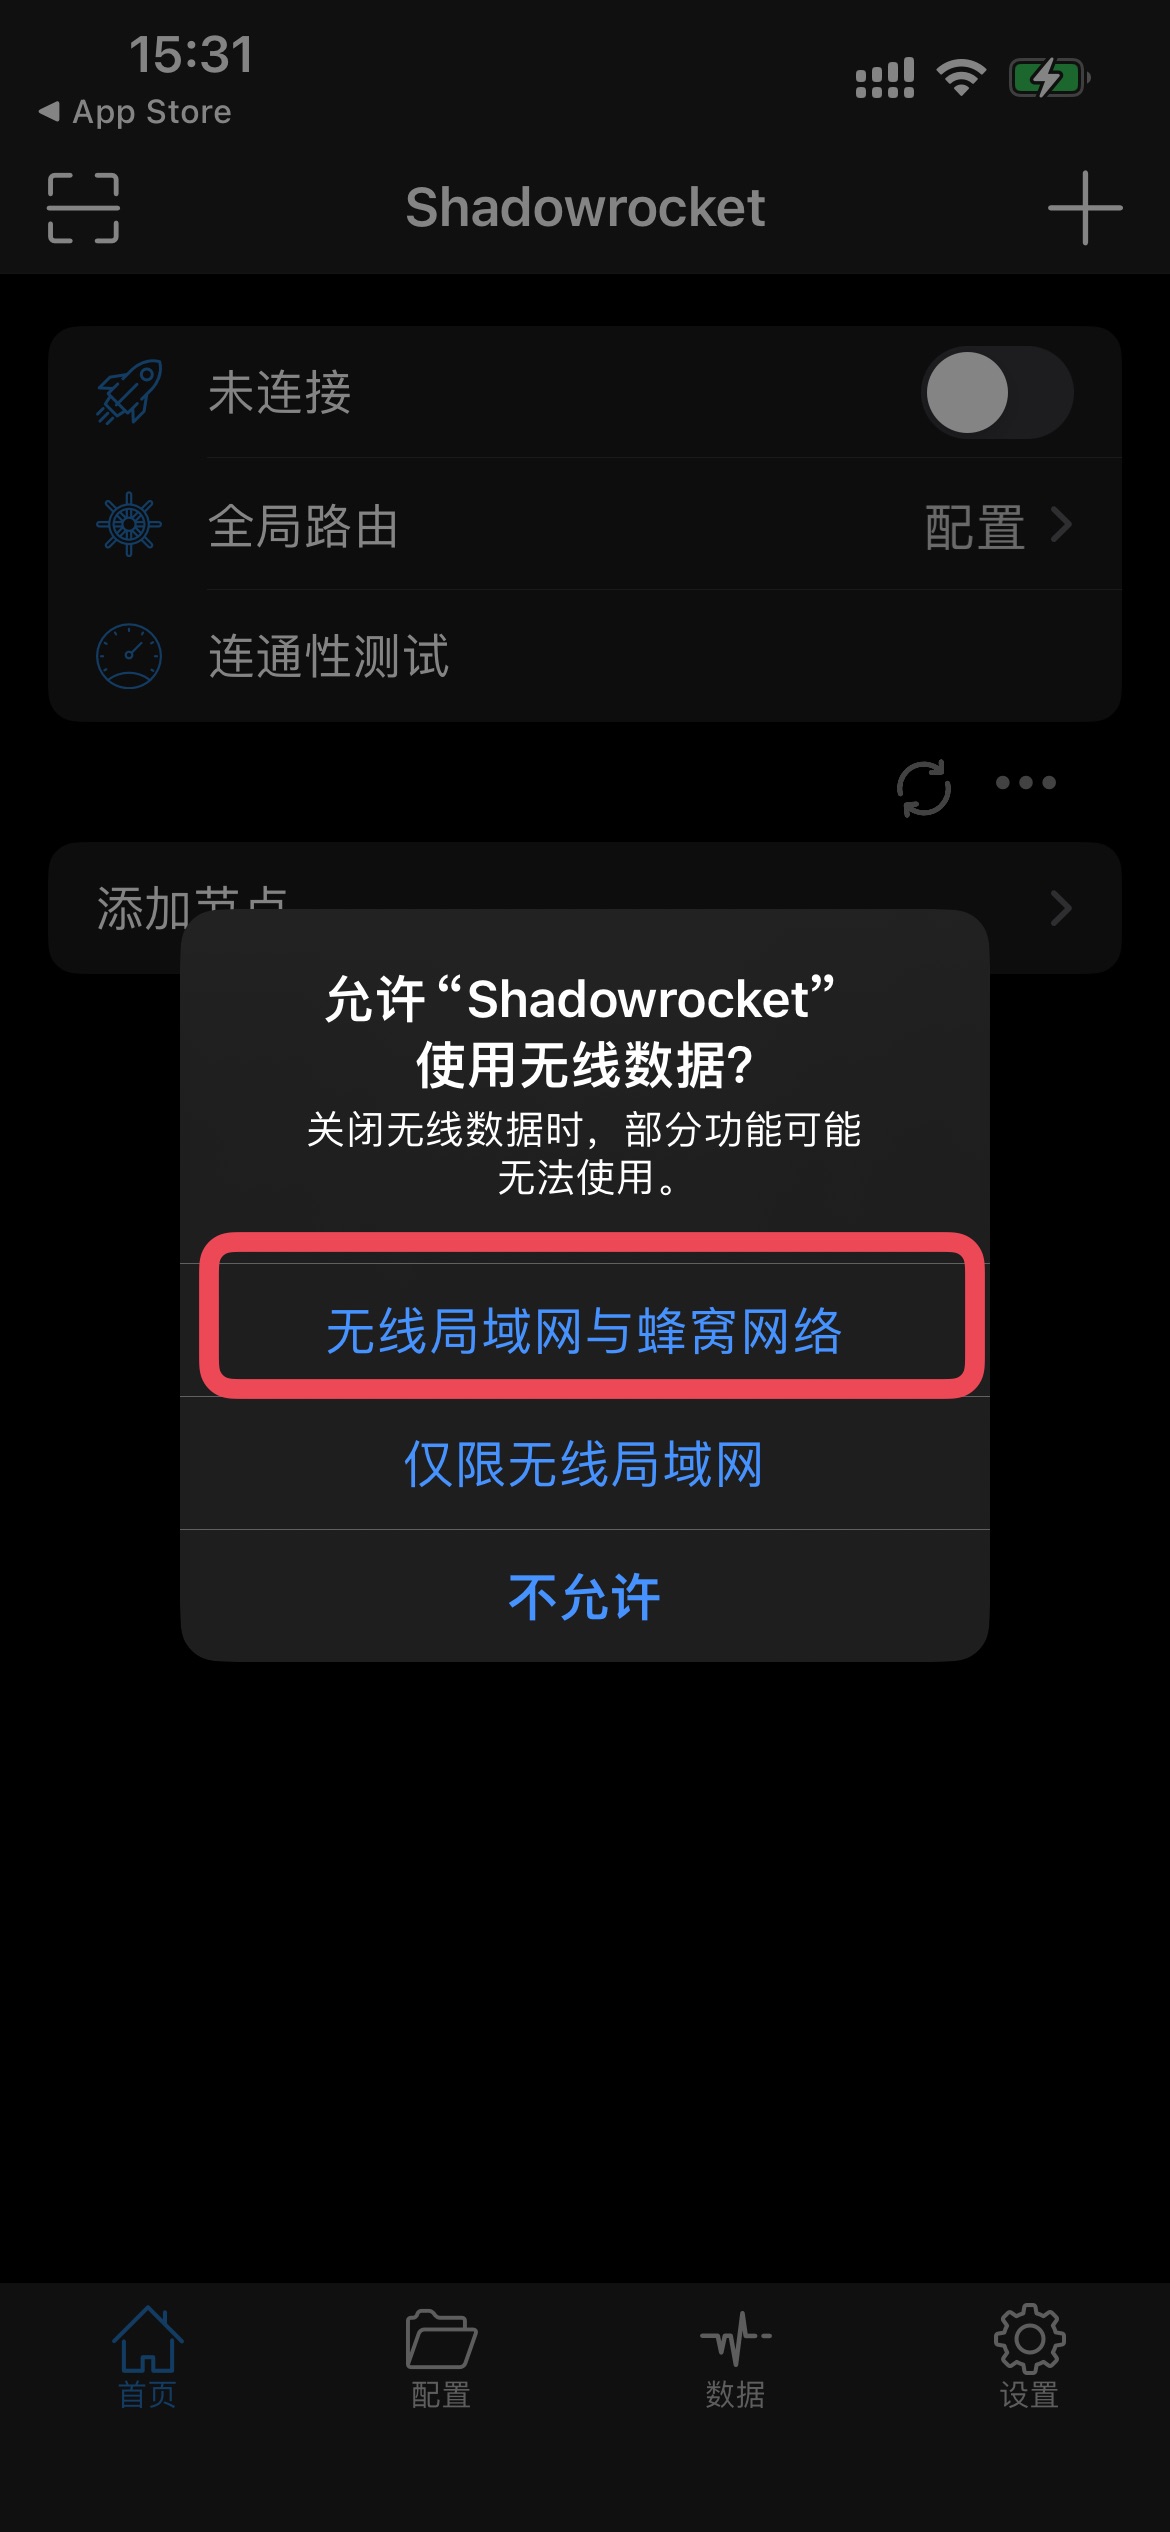 15:31
App Store
Shadowrocket
未连接
全局路由
配置
连通性测试
添加节点
允许“Shadowrocket”
使用无线数据?
关闭无线数据时，部分功能可能
无法使用。
无线局域网与蜂窝网络
仅限无线局域网
不允许
首页
配置
数据
设置